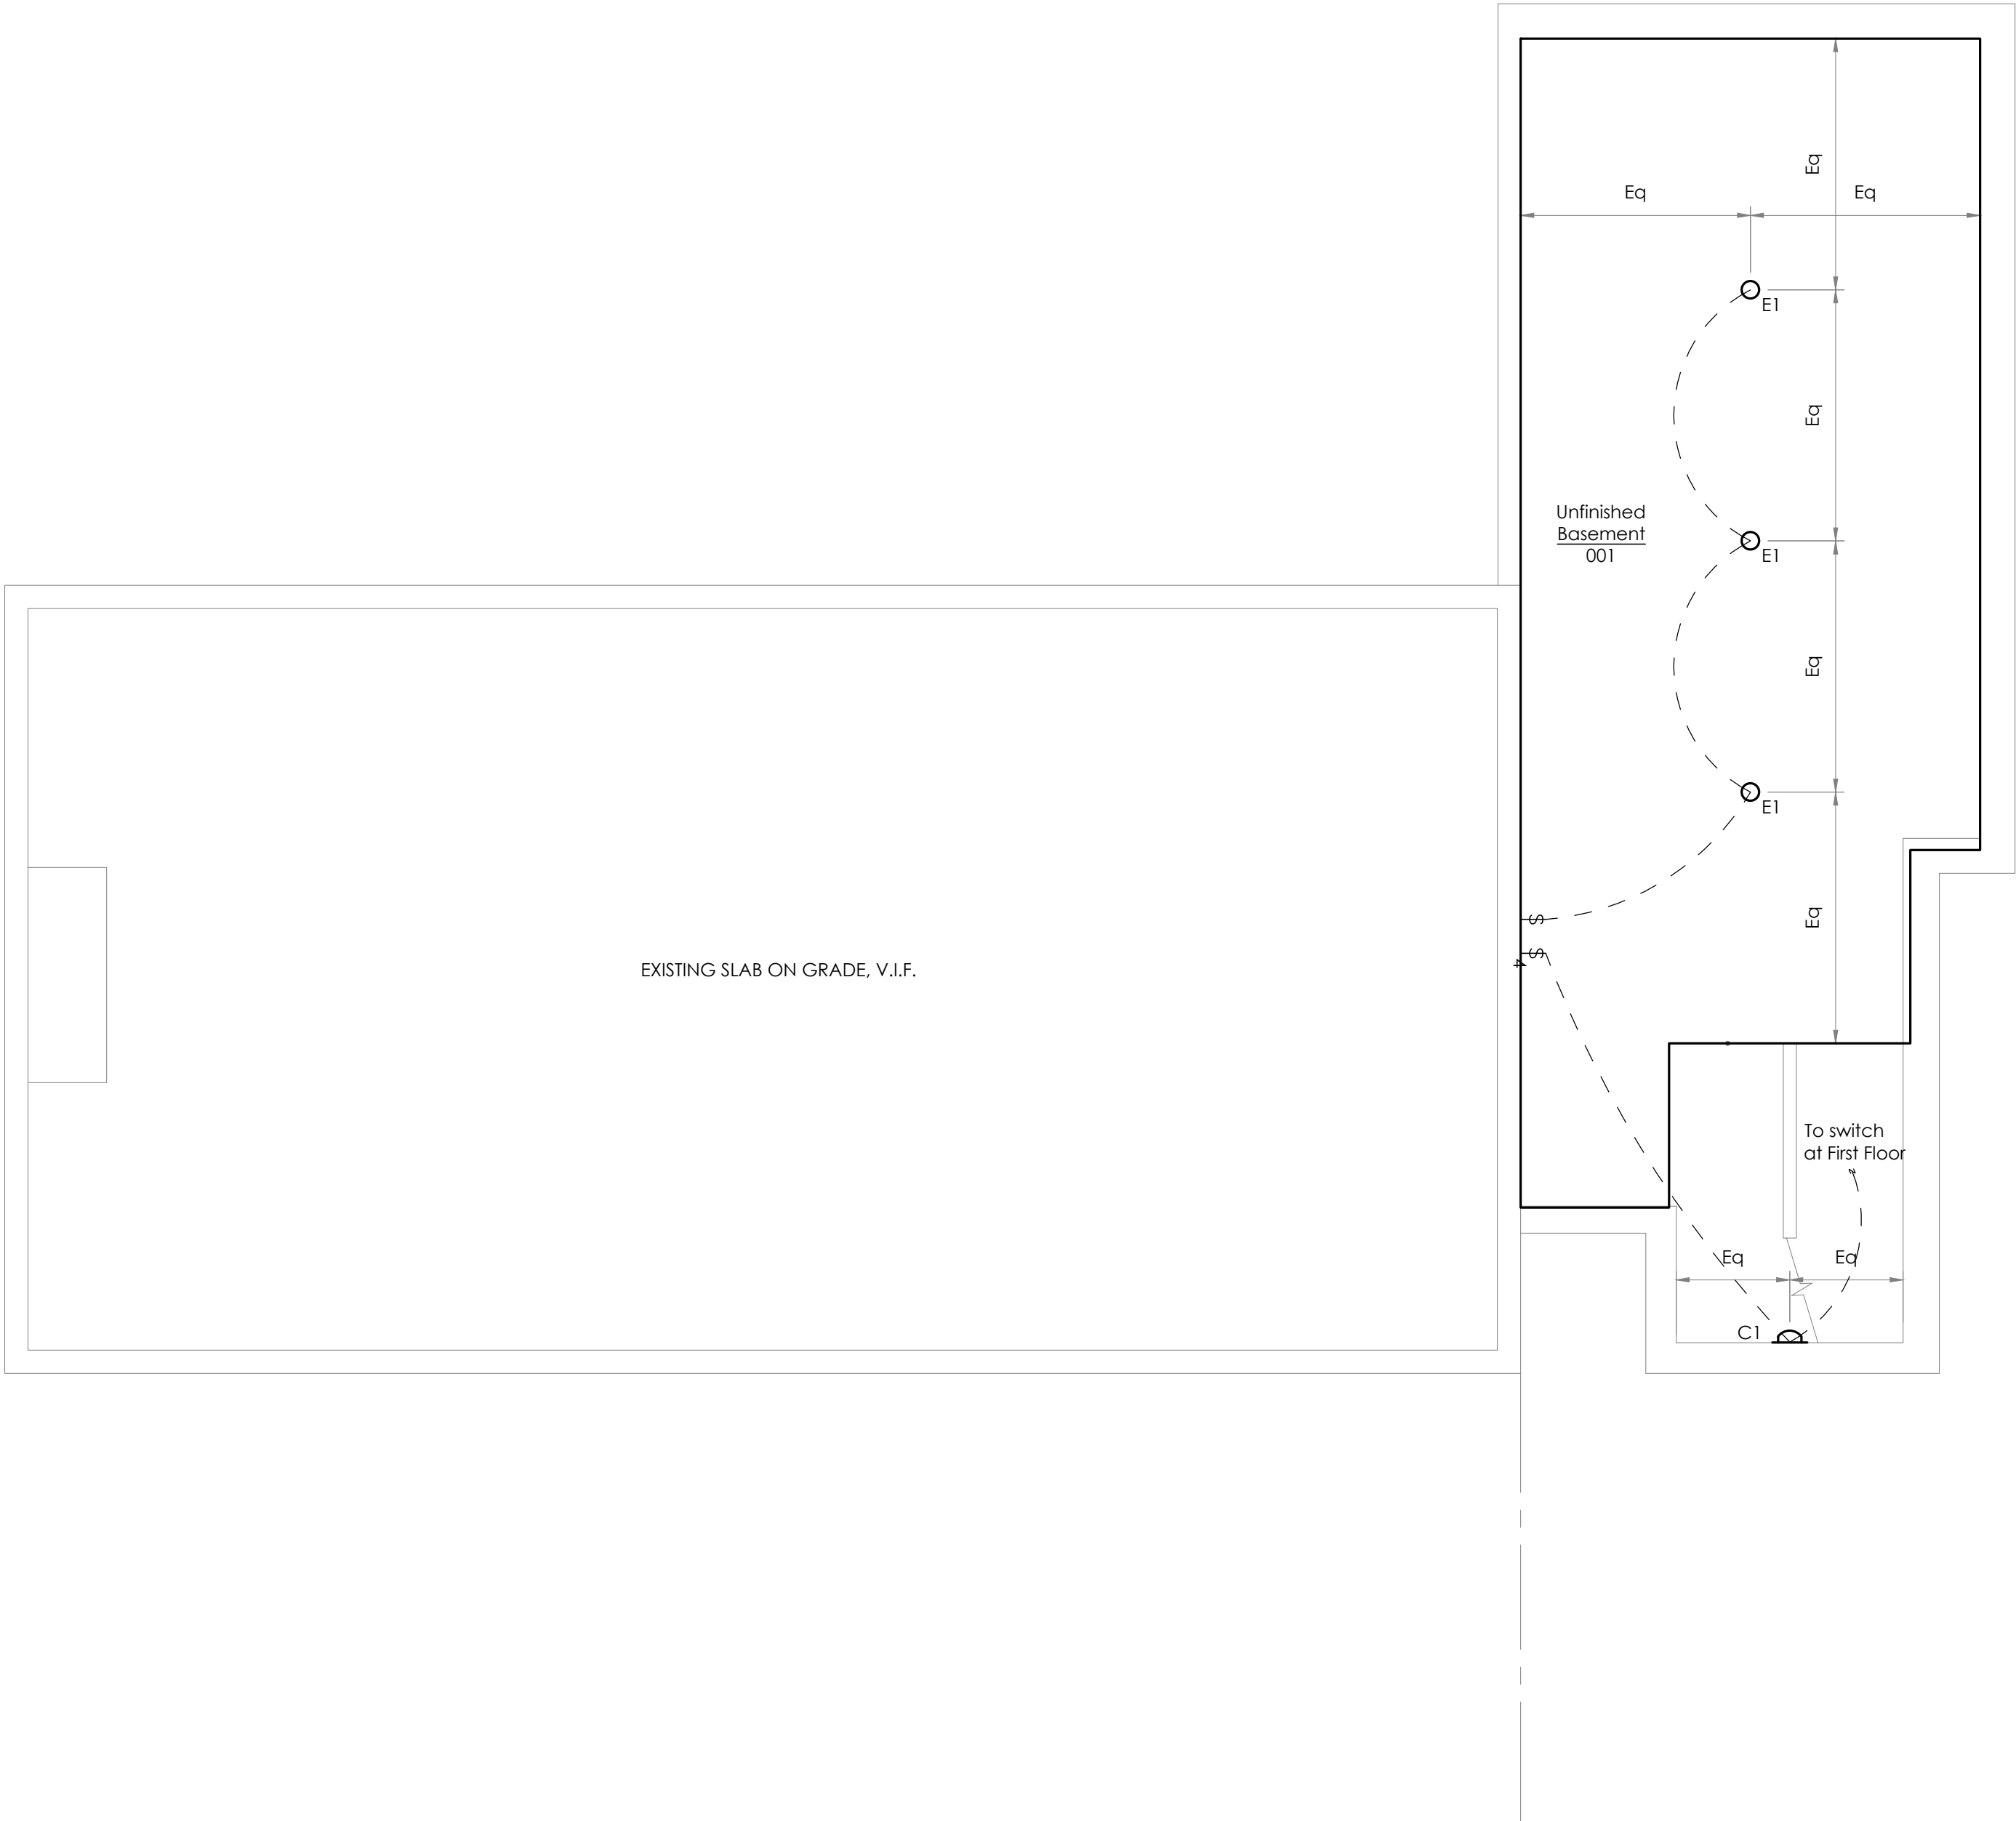 Eq
Eq
Eq
E1
Eq
Unfinished
Basement
001
E1
Eq
E1
S
Eq
S
4
EXISTING SLAB ON GRADE, V.I.F.
To switch
at First Floor
Eq
Eq
C1